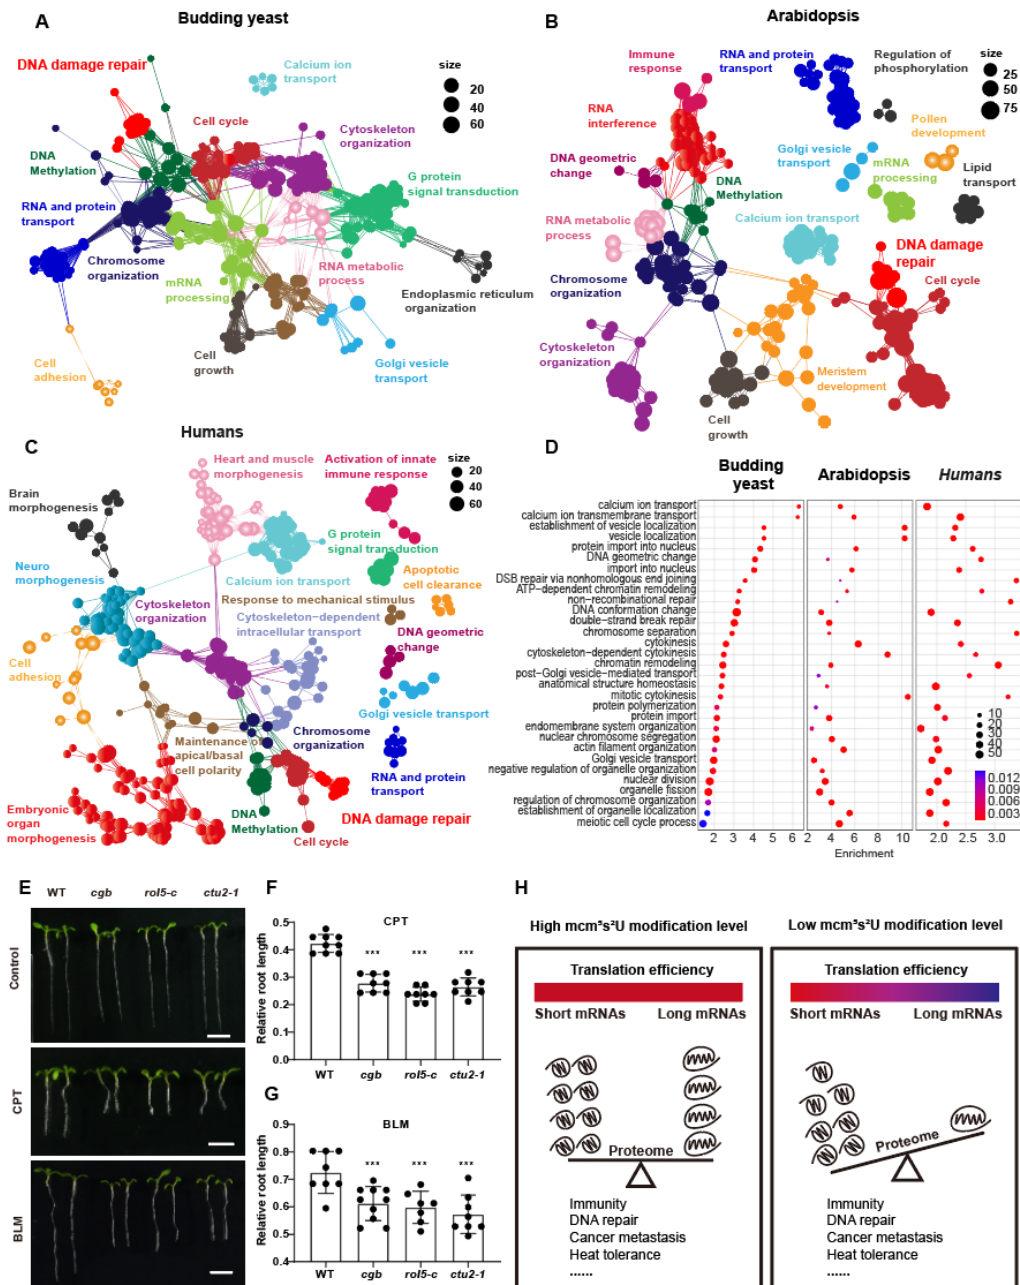 A
Budding yeast
DNA damage repair
Calcium ion
transport
size
20
40
60
Cell cycle
Cytoskeleton
organization
DNA
Methylation
G protein
signal transduction
RNA and protein
transport
Chromosome
organization
mRNA
processing
RNA metabolic
process
Endoplasmic reticulum
organization
Cell
adhesion
Cell
growth
Golgi vesicle
transport
B
Arabidopsis
Immune
response
RNA and protein
transport
Regulation of
phosphorylation
size
25
50
75
RNA
interference
Pollen
development
DNA geometric
change
Golgi vesicle
transport
mRNA
processing
Lipid
transport
DNA
Methylation
RNA metabolic
process
Calcium ion transport
DNA damage
repair
Cell cycle
Chromosome
organization
Cytoskeleton
organization
Meristem
development
Cell
growth
C
Humans
Heart and muscle
morphogenesis
Activation of innate
immune response
size
20
40
60
Brain
morphogenesis
G protein
signal transduction
Neuro
morphogenesis
Calcium ion transport
Apoptotic
cell clearance
Cytoskeleton
organization
Response to mechanical stimulus
Cytoskeleton-dependent
intracellular transport
DNA geometric
change
Cell
adhesion
Golgi vesicle transport
Maintenance of
apical/basal
cell polarity
Chromosome
organization
RNA and protein
transport
Embryonic
organ
morphogenesis
DNA
Methylation
DNA damage repair
Cell cycle
D
Budding
yeast
Arabidopsis
Humans
calcium ion transport
calcium ion transmembrane transport
establishment of vesicle localization
vesicle localization
protein import into nucleus
DNA geometric change
import into nucleus
DSB repair via nonhomologous end joining
ATP-dependent chromatin remodeling
non-recombinational repair
DNA conformation change
double-strand break repair
chromosome separation
cytokinesis
cytoskeleton-dependent cytokinesis
chromatin remodeling
post-Golgi vesicle-mediated transport
anatomical structure homeostasis
mitotic cytokinesis
protein polymerization
protein import
endomembrane system organization
nuclear chromosome segregation
actin filament organization
Golgi vesicle transport
negative regulation of organelle organization
nuclear division
organelle fission
regulation of chromosome organization
establishment of organelle localization
meiotic cell cycle process
10
20
30
40
50
0.012
0.009
0.006
0.003
2 3 4 5 6 2 4 6 8 10 2.0 2.5 3.0
Enrichment
E
WT cgb rol5-c ctu2-1
Control
CPT
BLM
F
CPT
Relative root length
0.5
0.4
0.3
0.2
0.1
0.0
*** *** ***
WT cgb rol5-c ctu2-1
G
BLM
Relative root length
0.9
0.8
0.7
0.6
0.5
0.4
*** *** ***
WT cgb rol5-c ctu2-1
H
High mcm⁵s²U modification level
Translation efficiency
Short mRNAs Long mRNAs
Proteome
Immunity
DNA repair
Cancer metastasis
Heat tolerance
......
Low mcm⁵s²U modification level
Translation efficiency
Short mRNAs Long mRNAs
Proteome
Immunity
DNA repair
Cancer metastasis
Heat tolerance
......